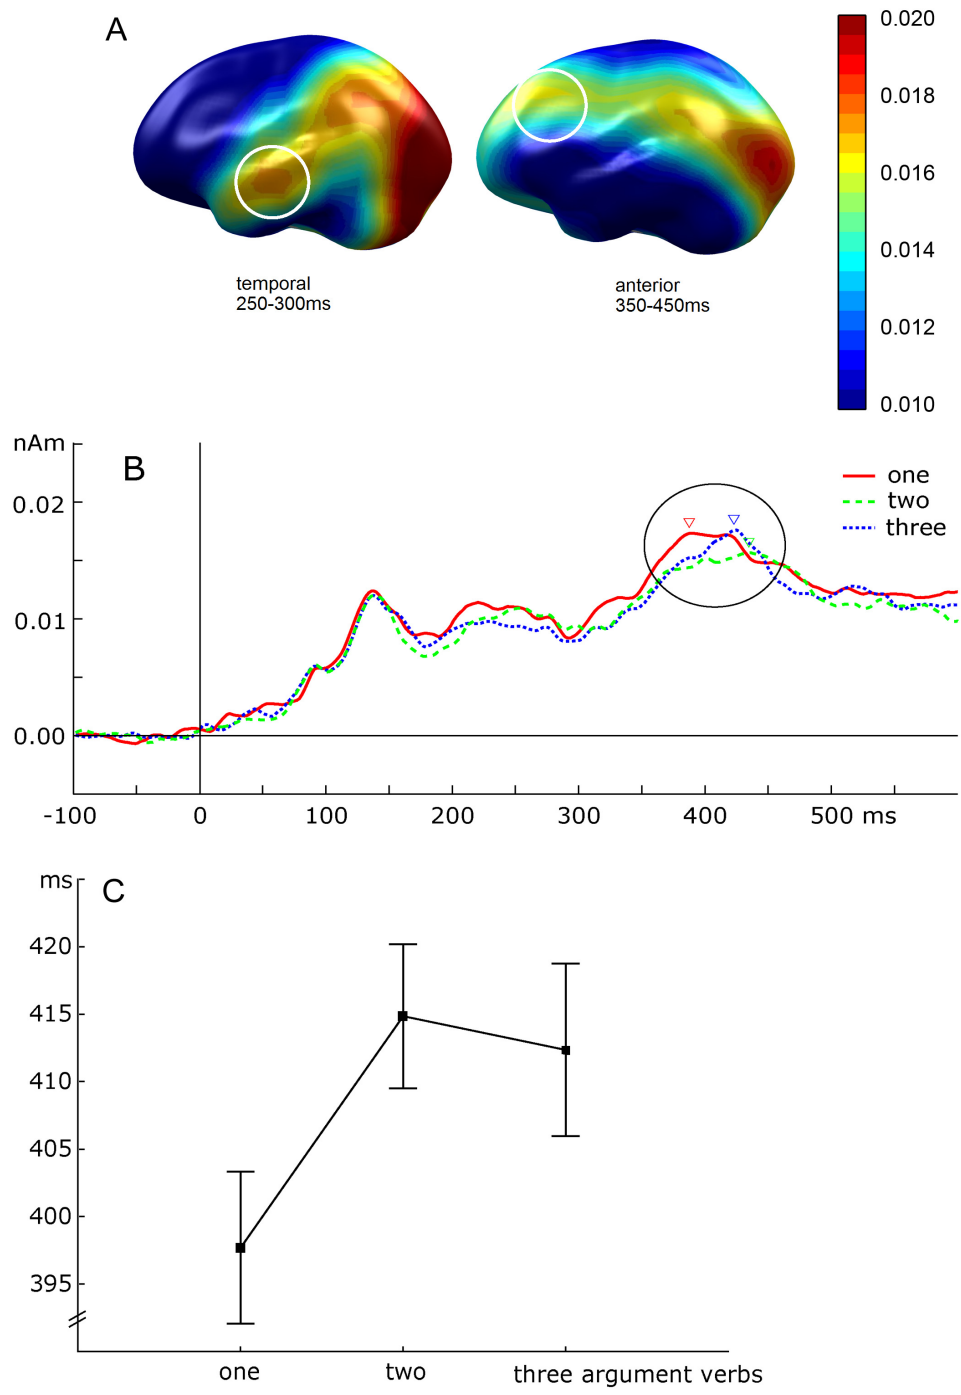 A
0.020
0.018
0.016
0.014
0.012
0.010
temporal
250-300ms
anterior
350-450ms
nAm
B
one
two
three
0.02
0.01
0.00
-100 0 100 200 300 400 500 ms
ms
C
420
415
410
405
400
395
one two three argument verbs